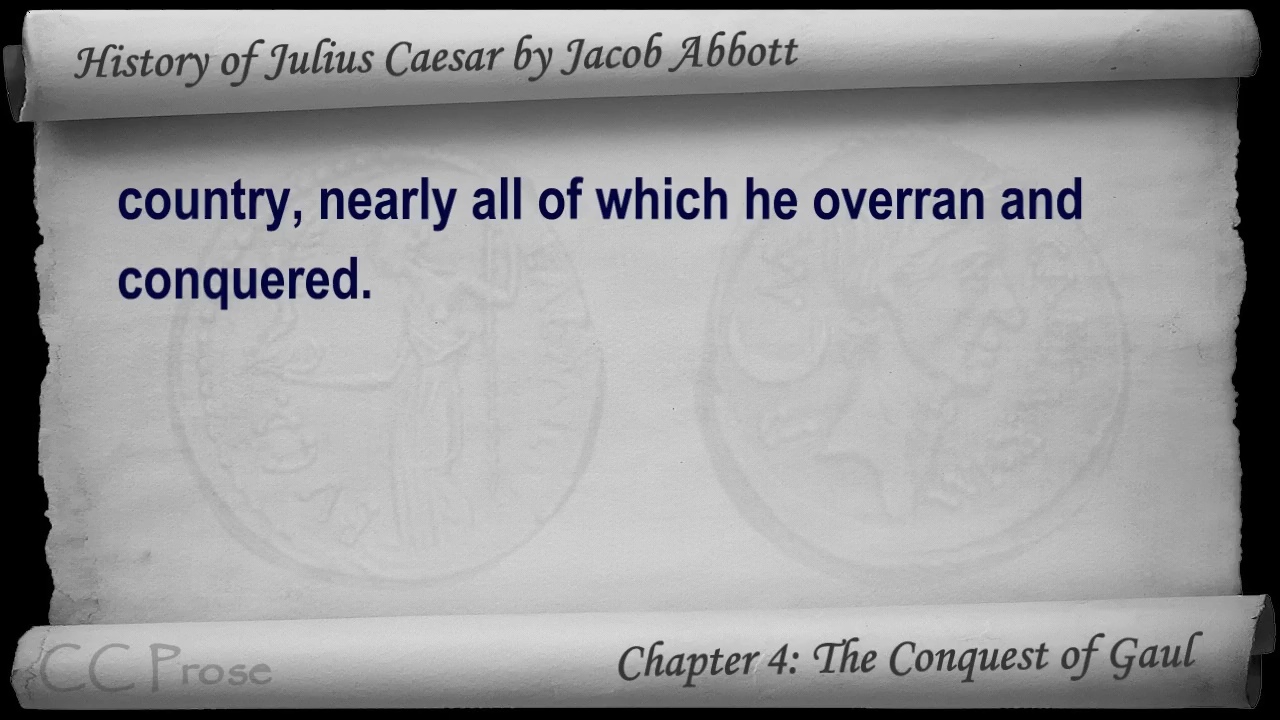 History of Julius Caesar by Jacob Abbott
country, nearly all of which he overran and
conquered.
CC Prose
Chapter 4: The Conquest of Gaul